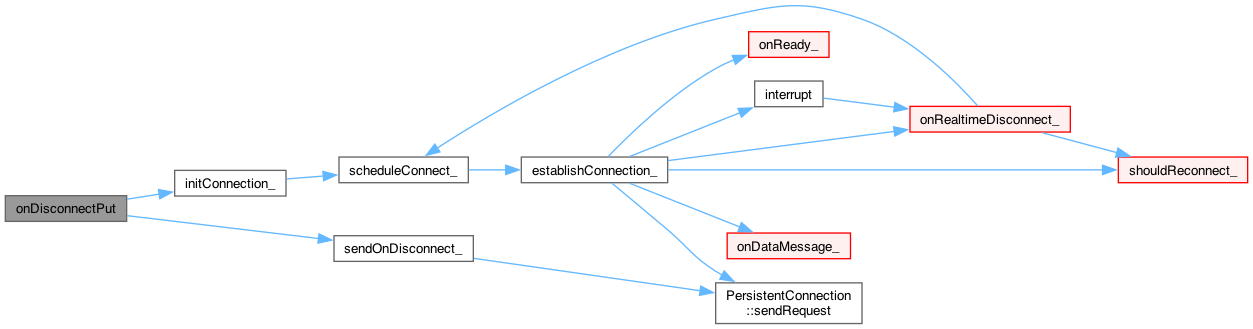 onReady_
interrupt
onRealtimeDisconnect_
scheduleConnect_
establishConnection_
shouldReconnect_
initConnection_
onDisconnectPut
sendOnDisconnect_
onDataMessage_
PersistentConnection
::sendRequest